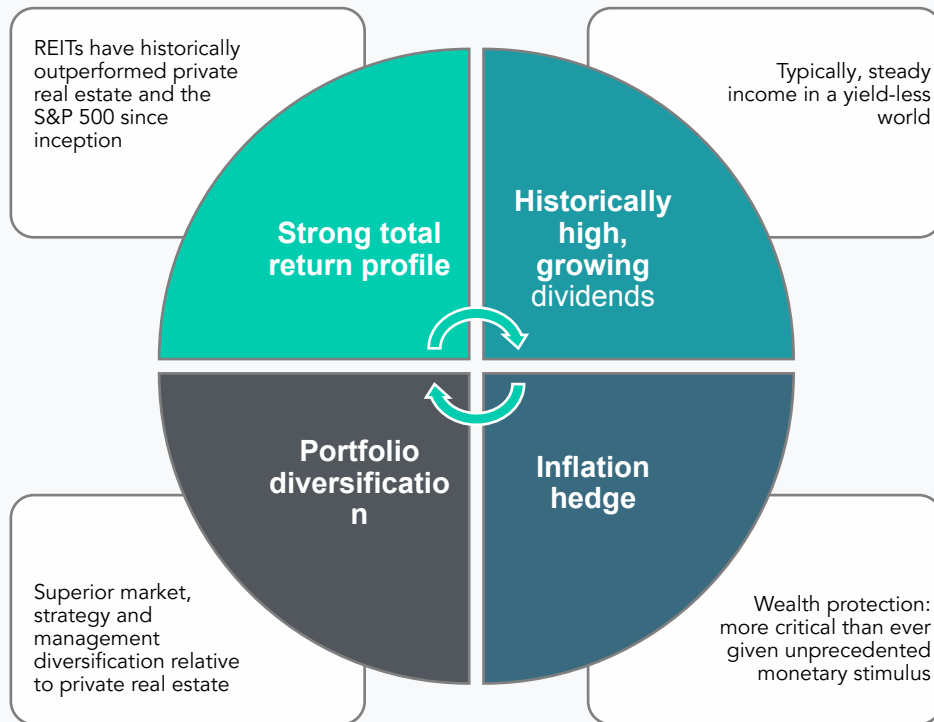 REITs have historically
outperformed private
real estate and the
S&P 500 since
inception
Typically, steady
income in a yield-less
world
Strong total
return profile
Historically
high,
growing
dividends
Portfolio
diversificatio
n
Inflation
hedge
Superior market,
strategy and
management
diversification relative
to private real estate
Wealth protection:
more critical than ever
given unprecedented
monetary stimulus